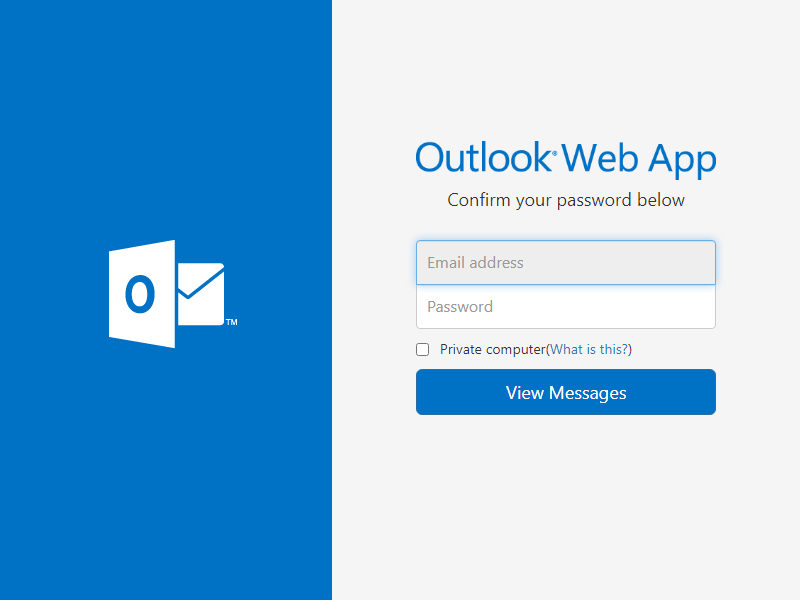 Outlook® Web App
Confirm your password below
O
TM
Email address
Password
Private computer(What is this?)
View Messages